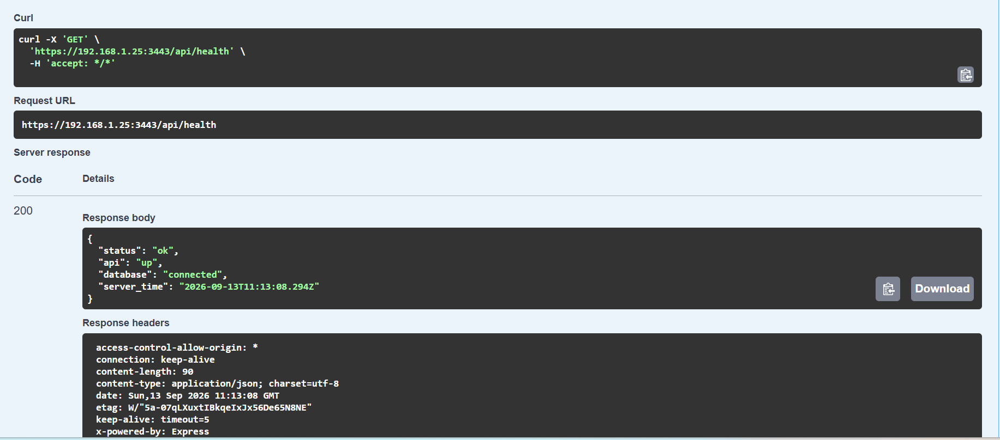 Curl
curl -X 'GET' \
  'https://192.168.1.25:3443/api/health' \
  -H 'accept: */*'
Request URL
https://192.168.1.25:3443/api/health
Server response
Code Details
200
Response body
{
  "status": "ok",
  "api": "up",
  "database": "connected",
  "server_time": "2026-09-13T11:13:08.294Z"
}
Download
Response headers
access-control-allow-origin: *
connection: keep-alive
content-length: 90
content-type: application/json; charset=utf-8
date: Sun,13 Sep 2026 11:13:08 GMT
etag: W/"5a-07qLXuxtIBkqeIxJx56De65N8NE"
keep-alive: timeout=5
x-powered-by: Express